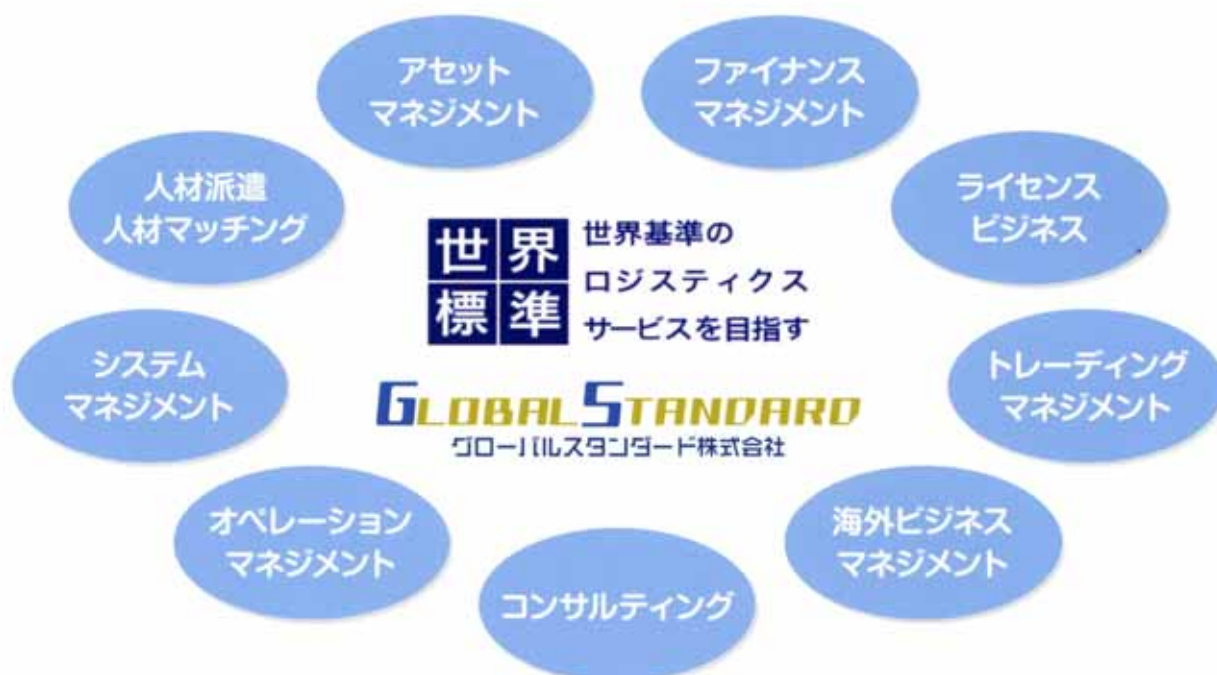 アセット
マネジメント
ファイナンス
マネジメント
人材派遣
人材マッチング
ライセンス
ビジネス
世界
標準
世界基準の
ロジスティクス
サービスを目指す
システム
マネジメント
トレーディング
マネジメント
GLOBAL STANDARD
グローバルスタンダード株式会社
オペレーション
マネジメント
海外ビジネス
マネジメント
コンサルティング